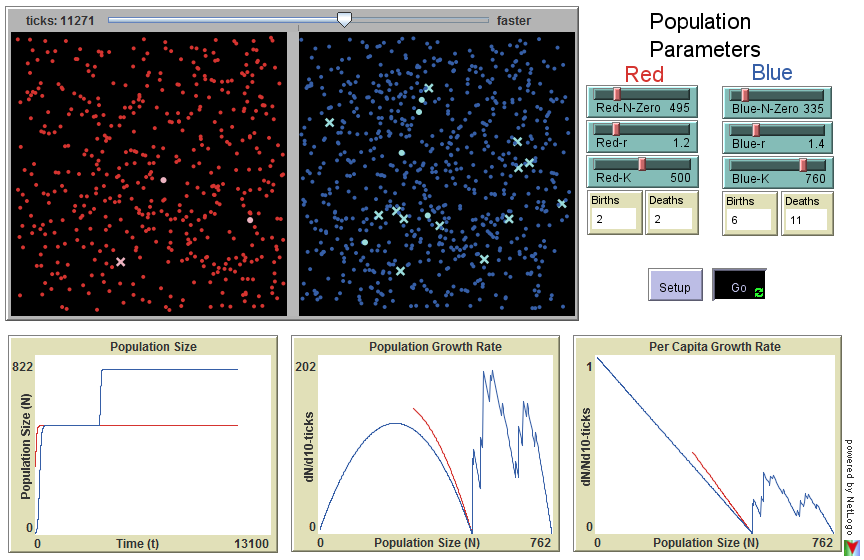 ticks: 11271
faster
Population
Parameters
Red
Blue
Red-N-Zero 495
Blue-N-Zero 335
Red-r 1.2
Blue-r 1.4
Red-K 500
Blue-K 760
Births
2
Deaths
2
Births
6
Deaths
11
Setup
Go
Population Size
822
Population Size (N)
0
0
Time (t)
13100
Population Growth Rate
202
dN/d10-ticks
0
0
Population Size (N)
762
Per Capita Growth Rate
1
dN/Nd10-ticks
0
0
Population Size (N)
762
powered by NetLogo